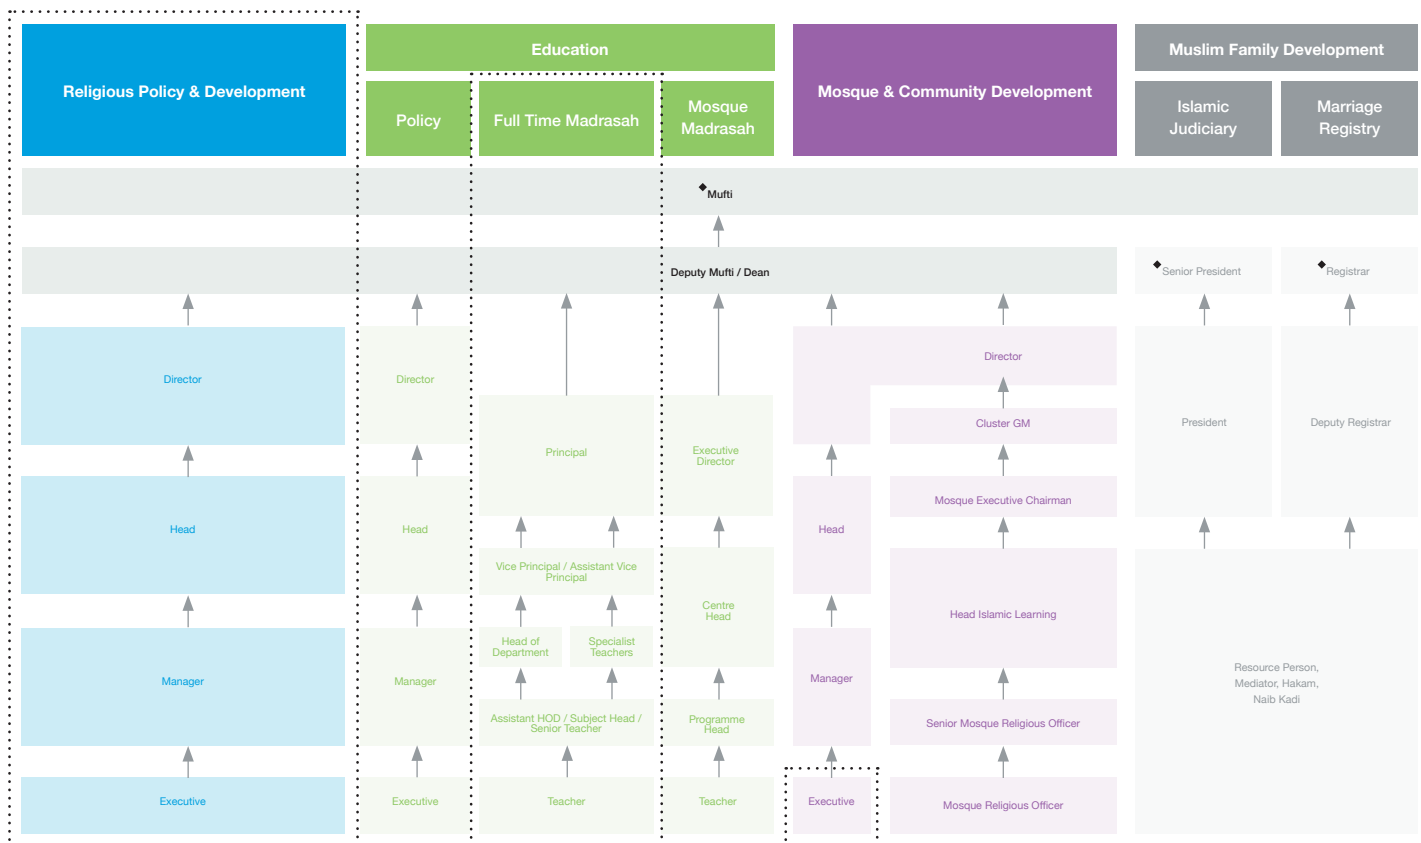 Religious Policy & Development
Education
Policy
Full Time Madrasah
Mosque
Madrasah
Mosque & Community Development
Muslim Family Development
Islamic
Judiciary
Marriage
Registry
Mufti
Deputy Mufti / Dean
Senior President
Registrar
Director
Head
Manager
Executive
Director
Head
Manager
Executive
Principal
Vice Principal / Assistant Vice
Principal
Head of
Department
Specialist
Teachers
Assistant HOD / Subject Head /
Senior Teacher
Teacher
Executive
Director
Centre
Head
Programme
Head
Teacher
Director
Head
Manager
Executive
Cluster GM
Mosque Executive Chairman
Head Islamic Learning
Senior Mosque Religious Officer
Mosque Religious Officer
President
Deputy Registrar
Resource Person,
Mediator, Hakam,
Naib Kadi